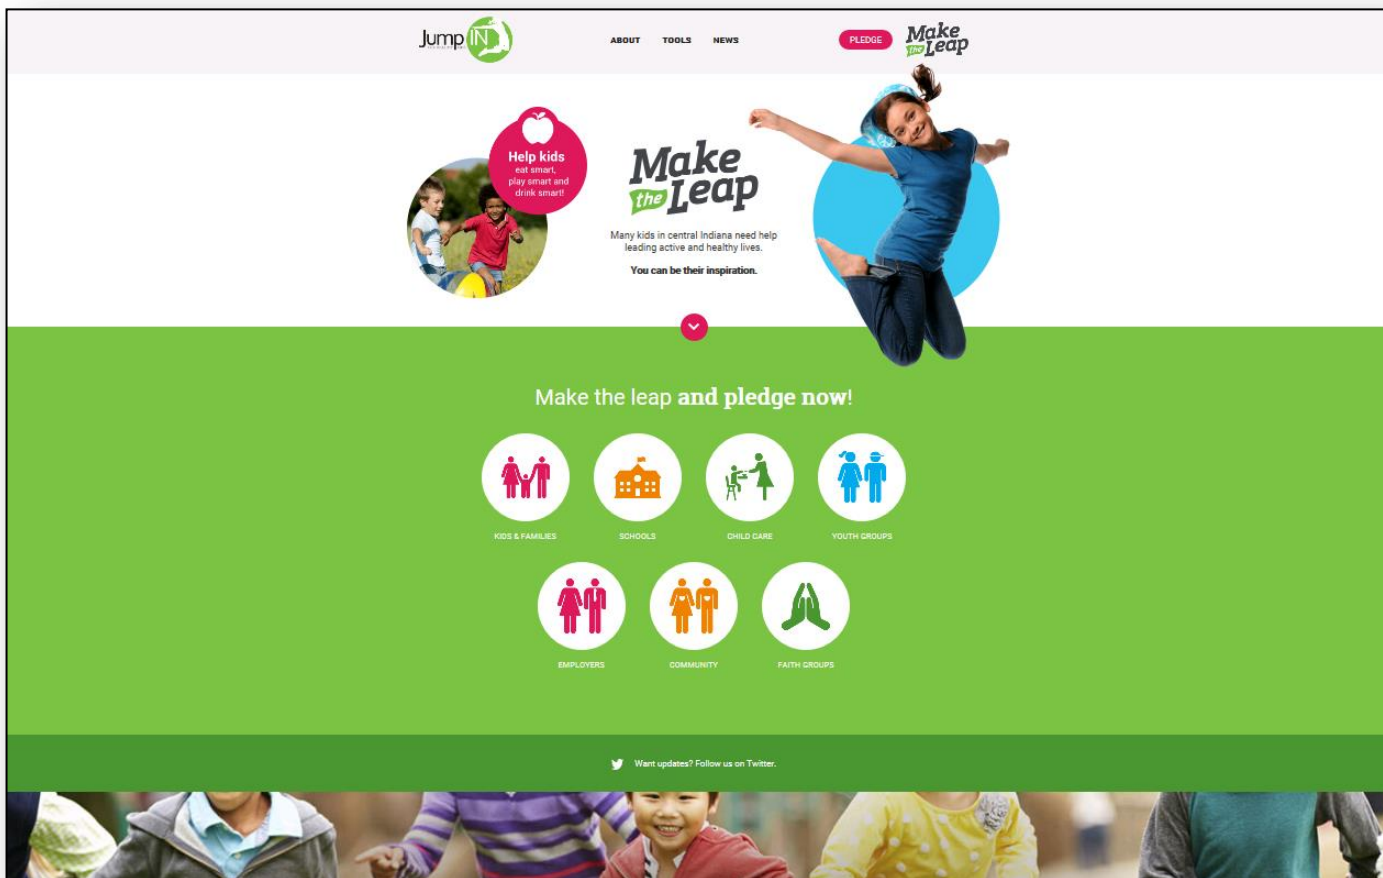 Jump IN
ABOUT TOOLS NEWS
PLEDGE
Make
the Leap
Help kids
eat smart,
play smart and
drink smart!
Make
the Leap
Many kids in central Indiana need help
leading active and healthy lives.
You can be their inspiration.
Make the leap and pledge now!
KIDS & FAMILIES SCHOOLS CHILD CARE YOUTH GROUPS
EMPLOYERS COMMUNITY FAITH GROUPS
Want updates? Follow us on Twitter.